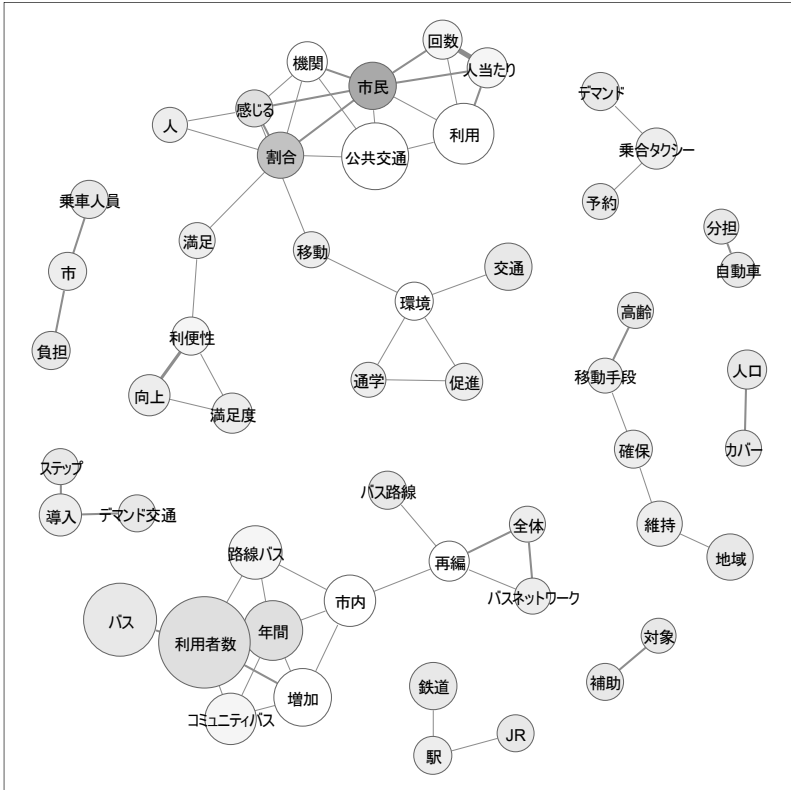 回数
機関
人当たり
市民
デマンド
感じる
人
利用
乗合タクシー
割合
公共交通
乗車人員
予約
分担
満足
移動
市
交通
自動車
環境
高齢
利便性
負担
通学
促進
移動手段
人口
向上
満足度
確保
カバー
ステップ
バス路線
導入
デマンド交通
全体
維持
路線バス
再編
地域
バスネットワーク
市内
バス
利用者数
年間
対象
鉄道
補助
増加
コミュニティバス
JR
駅